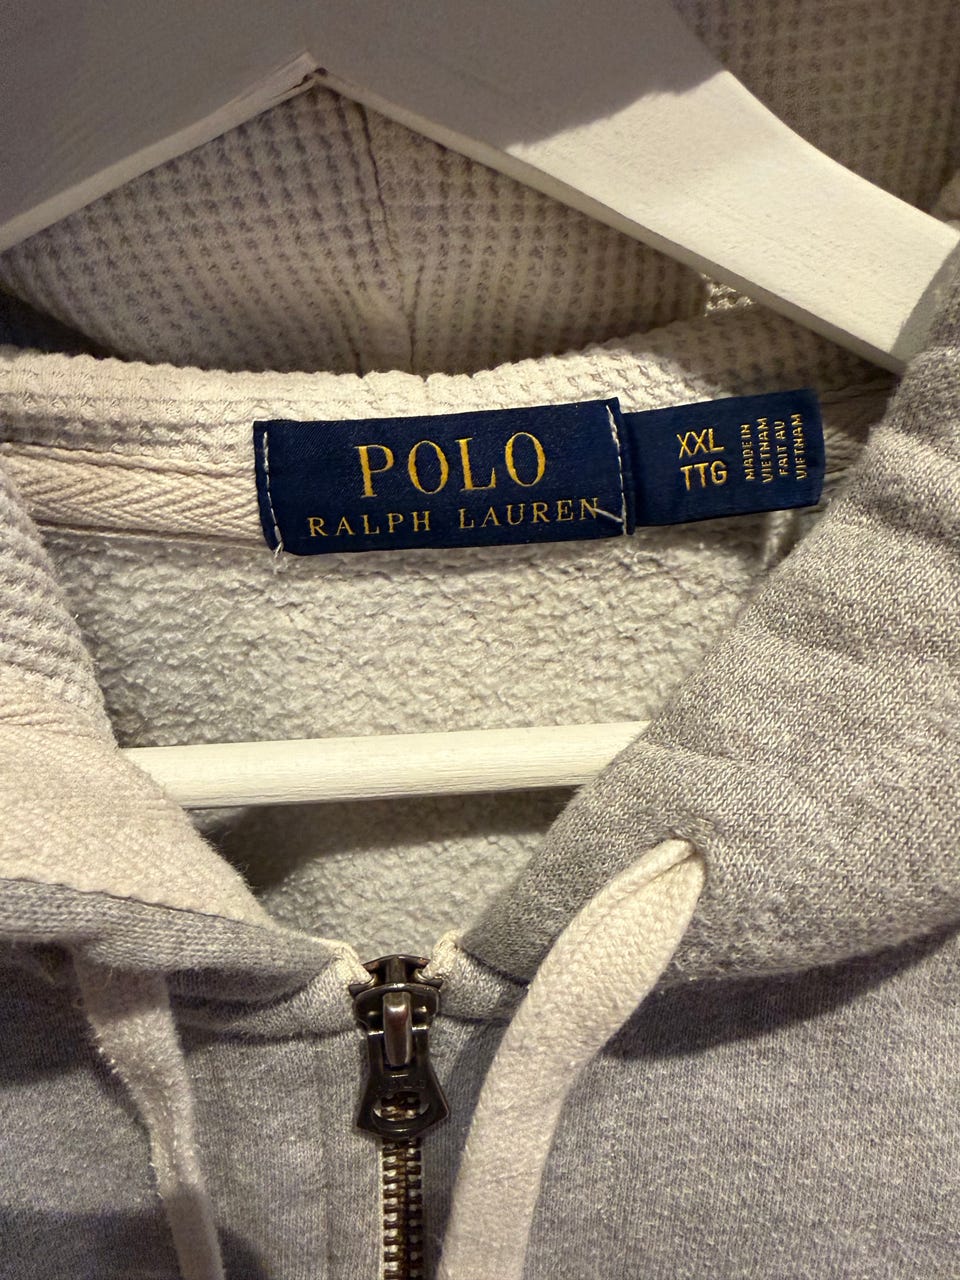 POLO
RALPH LAUREN
XXL
TTG
MADE IN
VIETNAM
FAIT AU
VIETNAM